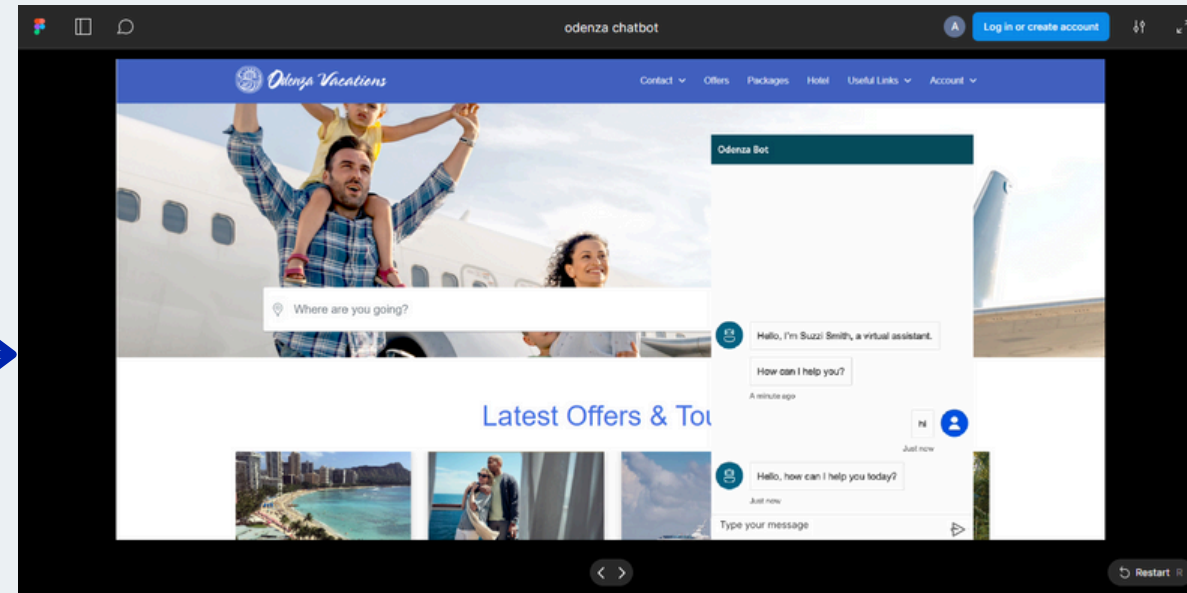 odenza chatbot
A
Log in or create account
Odenza Vacations
Contact
Offers
Packages
Hotel
Useful Links
Account
Odenza Bot
Where are you going?
Hello, I'm Suzzi Smith, a virtual assistant.
How can I help you?
A minute ago
hi
Just now
Latest Offers & Tou
Hello, how can I help you today?
Just now
Type your message
Restart R